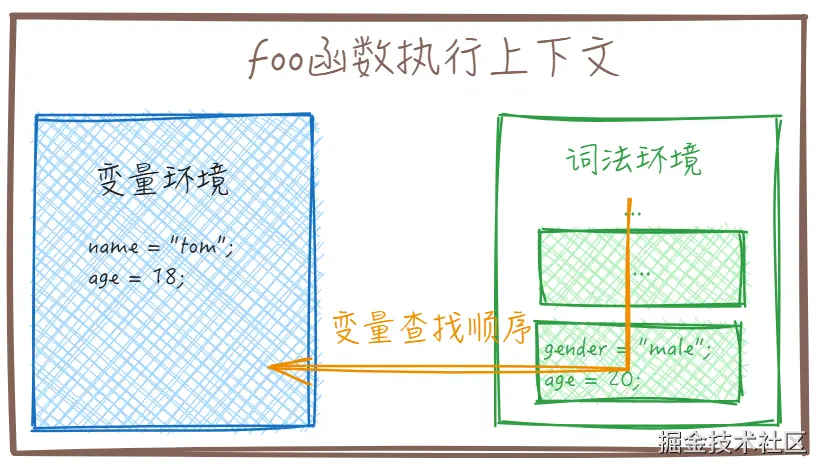 foo函数执行上下文
变量环境
name = "tom";
age = 18;
词法环境
...
...
变量查找顺序
gender = "male";
age = 20;
掘金技术社区